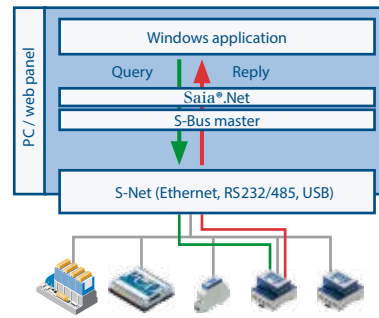 Windows application
Query
Reply
Saia®.Net
S-Bus master
PC / web panel
S-Net (Ethernet, RS232/485, USB)